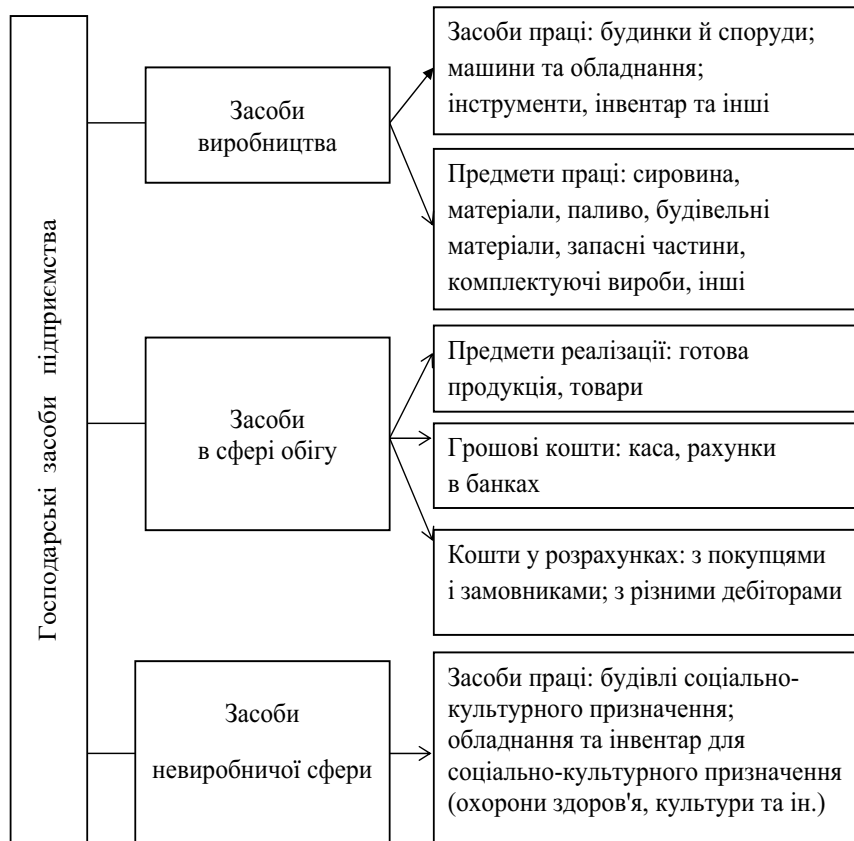 Господарські засоби підприємства
Засоби
виробництва
Засоби праці: будинки й споруди;
машини та обладнання;
інструменти, інвентар та інші
Предмети праці: сировина,
матеріали, паливо, будівельні
матеріали, запасні частини,
комплектуючі вироби, інші
Засоби
в сфері обігу
Предмети реалізації: готова
продукція, товари
Грошові кошти: каса, рахунки
в банках
Кошти у розрахунках: з покупцями
і замовниками; з різними дебіторами
Засоби
невиробничої сфери
Засоби праці: будівлі соціально-
культурного призначення;
обладнання та інвентар для
соціально-культурного призначення
(охорони здоров'я, культури та ін.)